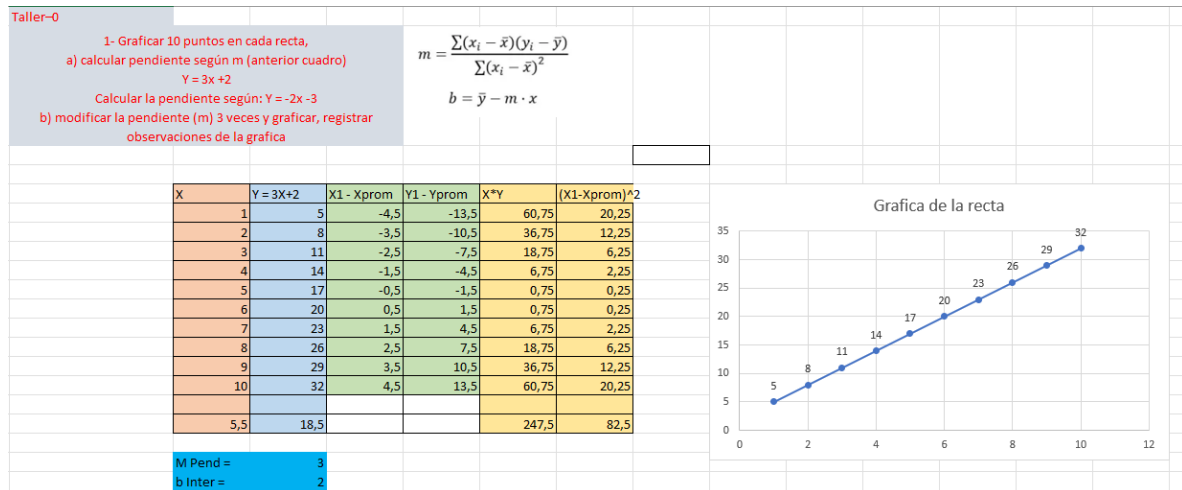 Taller–0
1- Graficar 10 puntos en cada recta,
a) calcular pendiente según m (anterior cuadro)
Y = 3x +2
Calcular la pendiente según: Y = -2x -3
b) modificar la pendiente (m) 3 veces y graficar, registrar
observaciones de la grafica
m = ∑(xᵢ − x̄)(yᵢ − ȳ) / ∑(xᵢ − x̄)²
b = ȳ − m · x
X Y = 3X+2 X1 - Xprom Y1 - Yprom X*Y (X1-Xprom)^2
1 5 -4,5 -13,5 60,75 20,25
2 8 -3,5 -10,5 36,75 12,25
3 11 -2,5 -7,5 18,75 6,25
4 14 -1,5 -4,5 6,75 2,25
5 17 -0,5 -1,5 0,75 0,25
6 20 0,5 1,5 0,75 0,25
7 23 1,5 4,5 6,75 2,25
8 26 2,5 7,5 18,75 6,25
9 29 3,5 10,5 36,75 12,25
10 32 4,5 13,5 60,75 20,25
5,5 18,5 247,5 82,5
M Pend = 3
b Inter = 2
Grafica de la recta
35
30
25
20
15
10
5
0
5 8 11 14 17 20 23 26 29 32
0 2 4 6 8 10 12